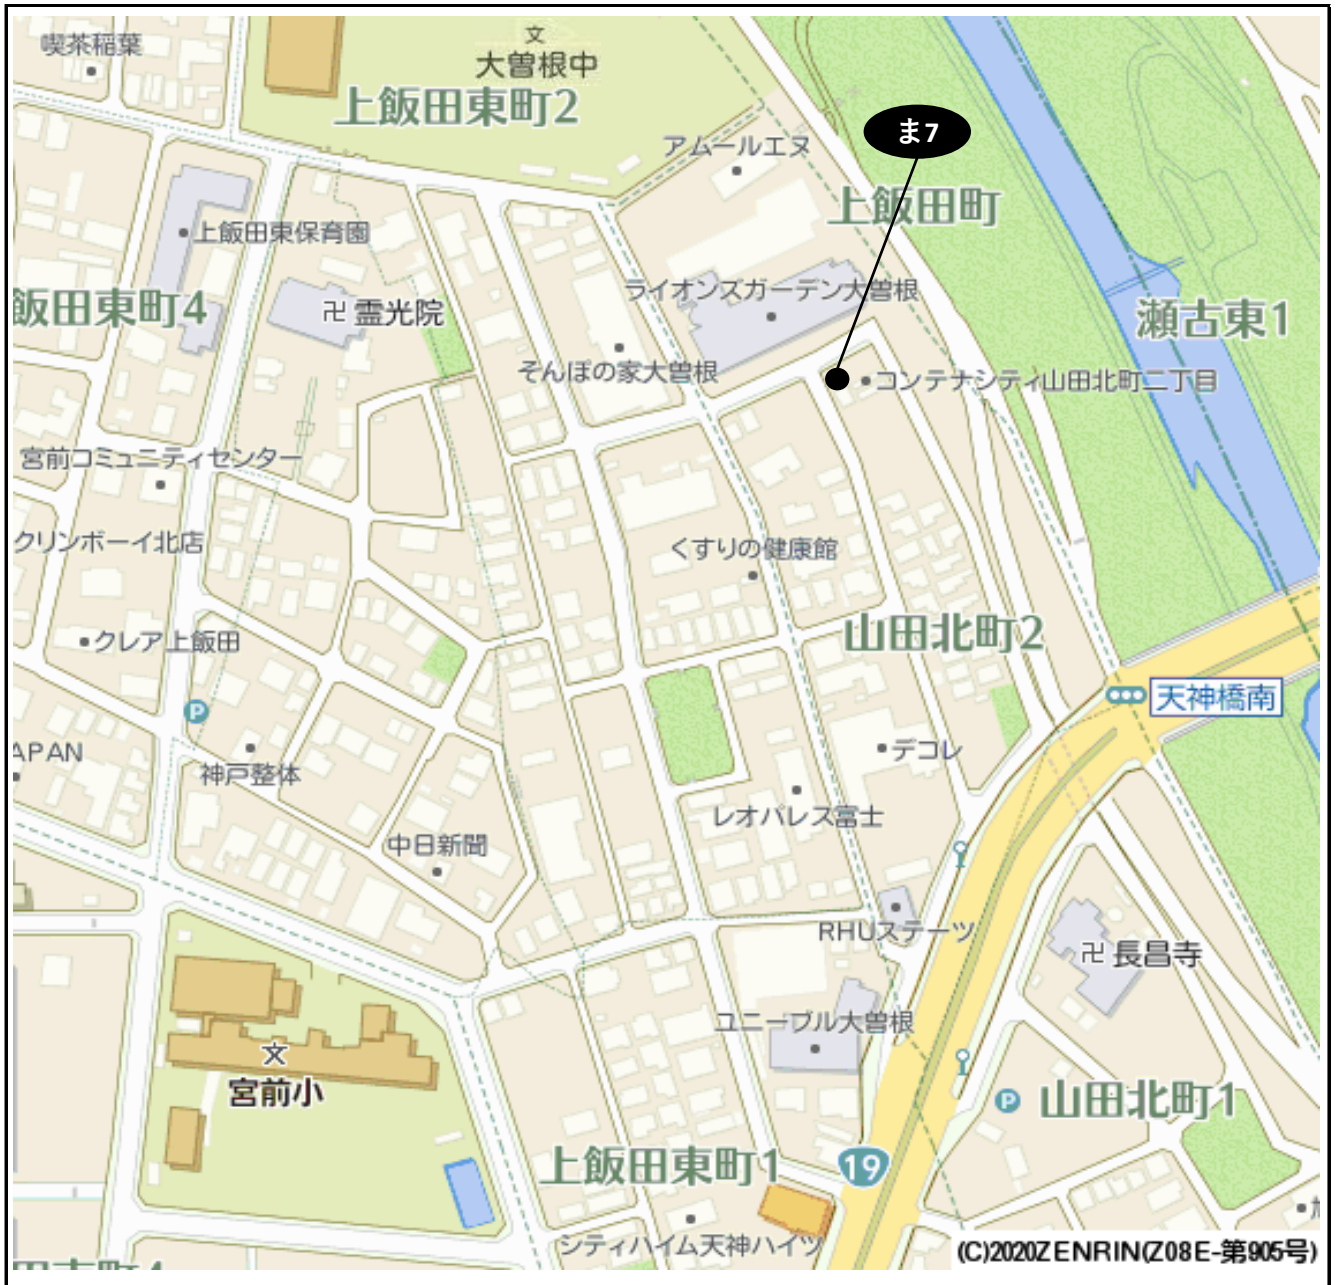 喫茶稲葉
文
大曽根中
上飯田東町2
アムールエヌ
ま7
上飯田町
上飯田東保育園
飯田東町4
卍 霊光院
ライオンズガーデン大曽根
瀬古東1
そんぽの家大曽根
コンテナシティ山田北町二丁目
宮前コミュニティセンター
クリンボーイ北店
くすりの健康館
クレア上飯田
山田北町2
P
天神橋南
APAN
神戸整体
デコレ
レオパレス富士
中日新聞
RHUステーツ
卍 長昌寺
ユニーブル大曽根
文
宮前小
P
山田北町1
上飯田東町1
19
シティハイム天神ハイツ
(C)2020ZENRIN(Z08E-第905号)